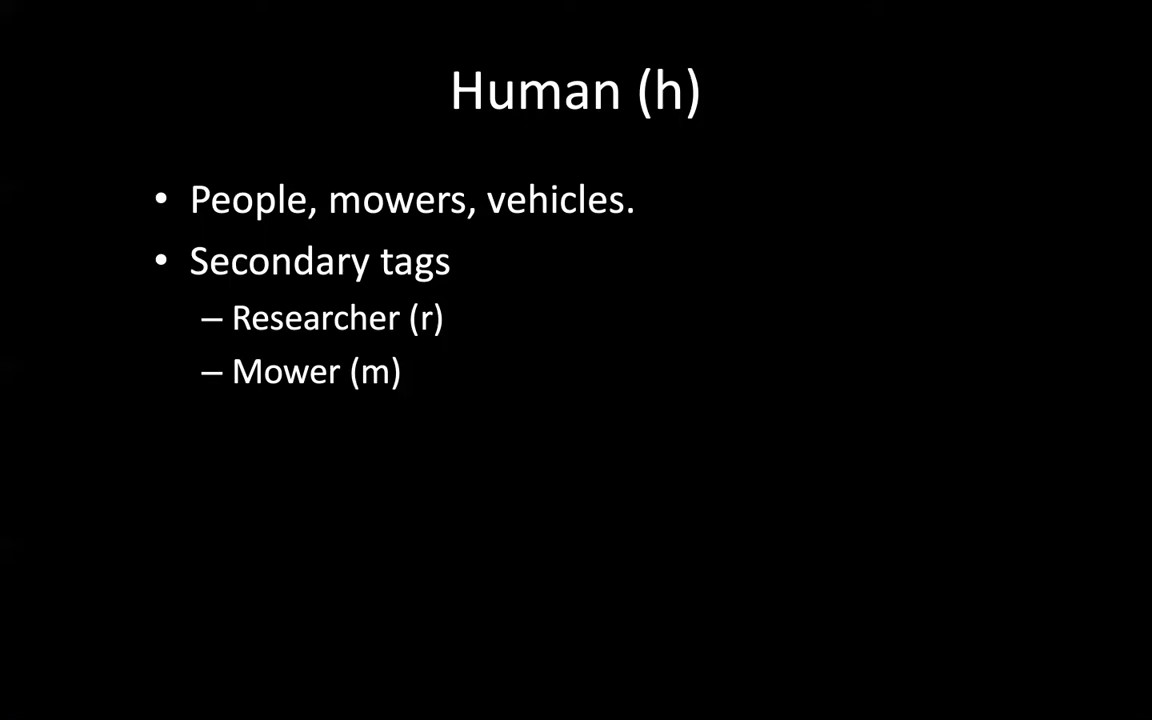 Human (h)
• People, mowers, vehicles.
• Secondary tags
– Researcher (r)
– Mower (m)